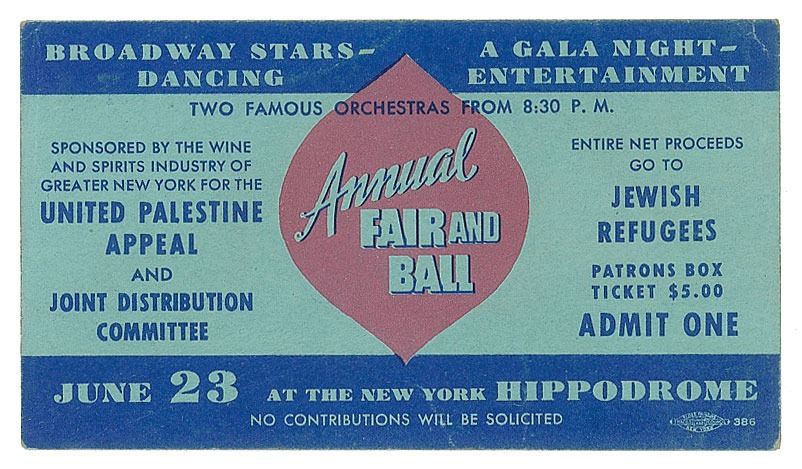 BROADWAY STARS–
DANCING
A GALA NIGHT–
ENTERTAINMENT
TWO FAMOUS ORCHESTRAS FROM 8:30 P. M.
SPONSORED BY THE WINE
AND SPIRITS INDUSTRY OF
GREATER NEW YORK FOR THE
UNITED PALESTINE
APPEAL
AND
JOINT DISTRIBUTION
COMMITTEE
Annual
FAIR AND
BALL
ENTIRE NET PROCEEDS
GO TO
JEWISH
REFUGEES
PATRONS BOX
TICKET $5.00
ADMIT ONE
JUNE 23 AT THE NEW YORK HIPPODROME
NO CONTRIBUTIONS WILL BE SOLICITED
386